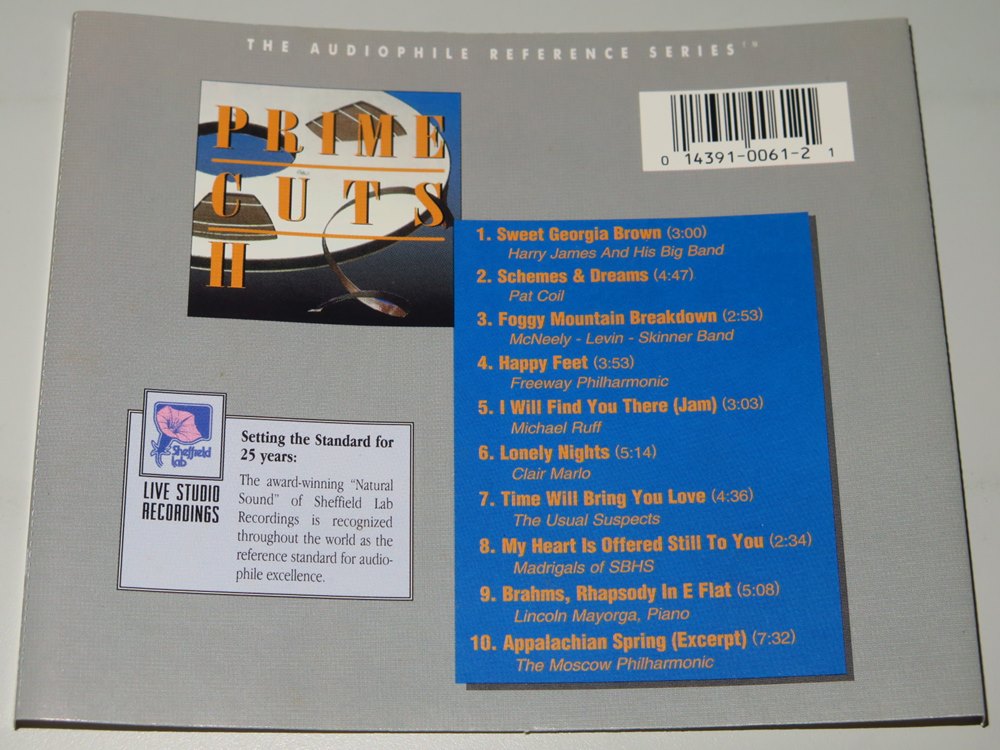 THE AUDIOPHILE REFERENCE SERIES™
PRIME
CUTS
II
0 14391-0061-2 1
1. Sweet Georgia Brown (3:00)
Harry James And His Big Band
2. Schemes & Dreams (4:47)
Pat Coil
3. Foggy Mountain Breakdown (2:53)
McNeely - Levin - Skinner Band
4. Happy Feet (3:53)
Freeway Philharmonic
5. I Will Find You There (Jam) (3:03)
Michael Ruff
6. Lonely Nights (5:14)
Clair Marlo
7. Time Will Bring You Love (4:36)
The Usual Suspects
8. My Heart Is Offered Still To You (2:34)
Madrigals of SBHS
9. Brahms, Rhapsody In E Flat (5:08)
Lincoln Mayorga, Piano
10. Appalachian Spring (Excerpt) (7:32)
The Moscow Philharmonic
Sheffield
Lab
LIVE STUDIO
RECORDINGS
Setting the Standard for
25 years:
The award-winning “Natural
Sound” of Sheffield Lab
Recordings is recognized
throughout the world as the
reference standard for audio-
phile excellence.